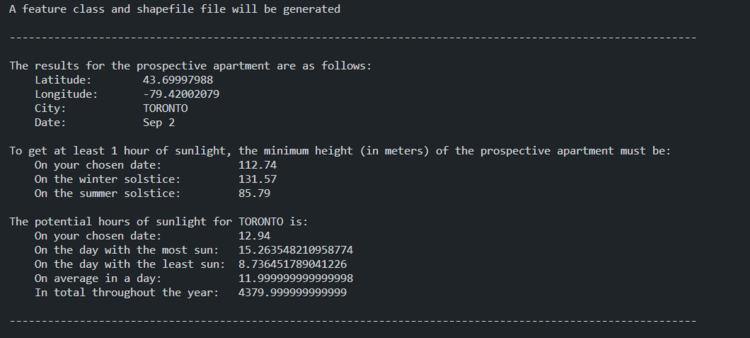 A feature class and shapefile file will be generated
--------------------------------------------------------------------------------------------------------
The results for the prospective apartment are as follows:
Latitude: 43.69997988
Longitude: -79.42002079
City: TORONTO
Date: Sep 2
To get at least 1 hour of sunlight, the minimum height (in meters) of the prospective apartment must be:
On your chosen date: 112.74
On the winter solstice: 131.57
On the summer solstice: 85.79
The potential hours of sunlight for TORONTO is:
On your chosen date: 12.94
On the day with the most sun: 15.263548210958774
On the day with the least sun: 8.736451789041226
On average in a day: 11.999999999999998
In total throughout the year: 4379.999999999999
--------------------------------------------------------------------------------------------------------